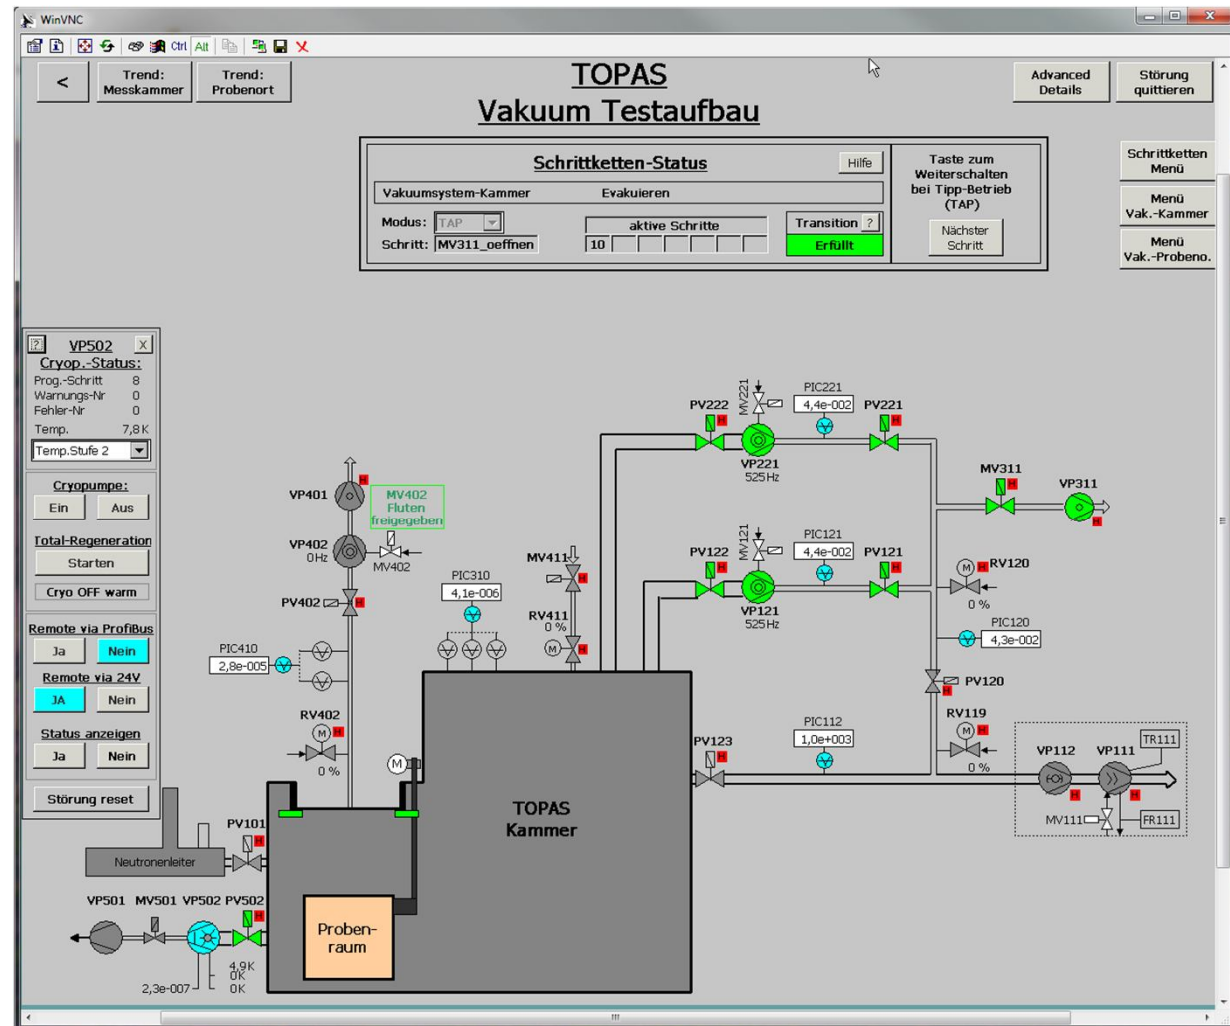 WinVNC
Ctrl Alt
<
Trend:
Messkammer
Trend:
Probenort
TOPAS
Vakuum Testaufbau
Advanced
Details
Störung
quittieren
Schrittketten-Status
Hilfe
Vakuumsystem-Kammer Evakuieren
Modus: TAP
Schritt: MV311_oeffnen
aktive Schritte
10
Transition ?
Erfüllt
Taste zum
Weiterschalten
bei Tipp-Betrieb
(TAP)
Nächster
Schritt
Schrittketten
Menü
Menü
Vak.-Kammer
Menü
Vak.-Probeno.
? VP502 X
Cryop.-Status:
Prog.-Schritt 8
Warnungs-Nr 0
Fehler-Nr 0
Temp. 7,8K
Temp.Stufe 2
Cryopumpe:
Ein Aus
Total-Regeneration
Starten
Cryo OFF warm
Remote via ProfiBus
Ja Nein
Remote via 24V
JA Nein
Status anzeigen
Ja Nein
Störung reset
VP401 H
MV402
Fluten
freigegeben
VP402
0Hz
MV402
PV402 H
PIC410
2,8e-005
RV402
M H
0 %
PIC310
4,1e-006
MV411
H
RV411
0 %
M H
M
PV222 H
MV221
PIC221
4,4e-002
PV221
H
VP221
525Hz
PV122 H
MV121
PIC121
4,4e-002
PV121
H
VP121
525Hz
MV311
H
VP311
H
M H RV120
0 %
PIC120
4,3e-002
PV120
H
RV119
M H
0 %
PV123
H
PIC112
1,0e+003
VP112
H
VP111
H
TR111
MV111
FR111
TOPAS
Kammer
Proben-
raum
PV101
H
Neutronenleiter
VP501 MV501 VP502 PV502
H
4,9K
0K
0K
2,3e-007